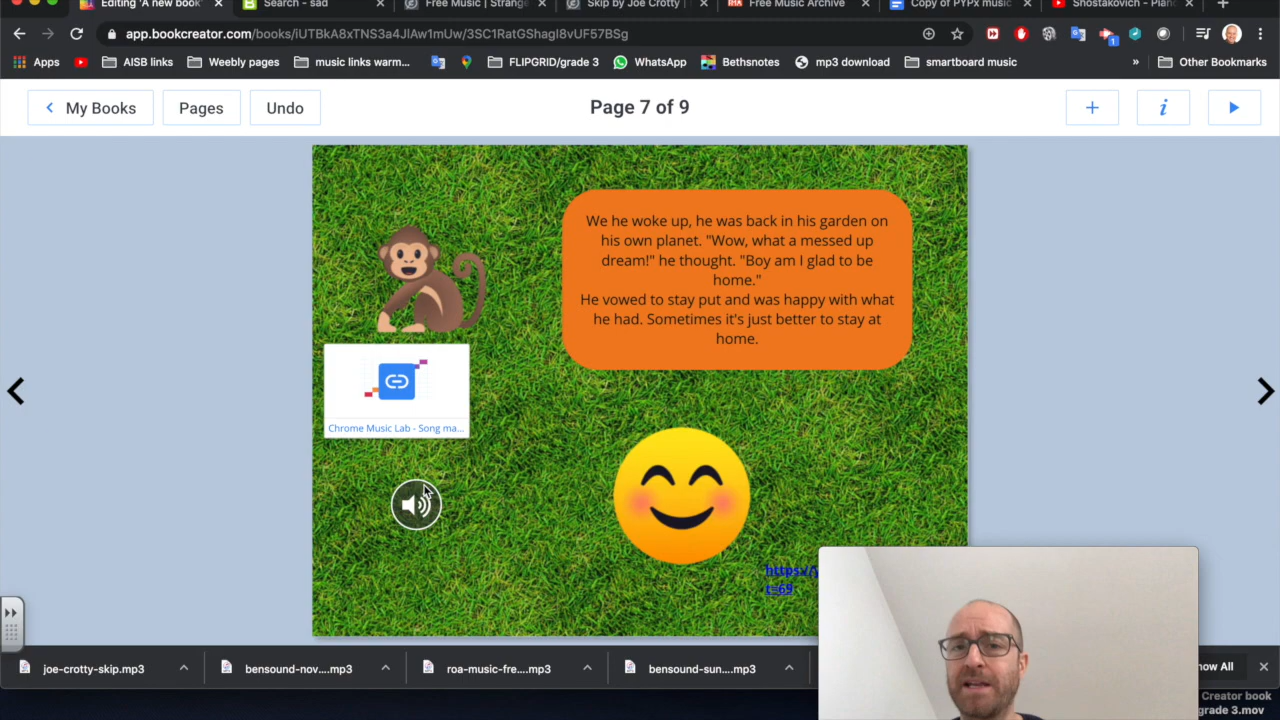 Editing 'A new book'
Search - sad
Free Music | Strange
Skip by Joe Crotty |
Free Music Archive
Copy of PYPx music
Shostakovich - Piano
app.bookcreator.com/books/
Apps
AISB links
Weebly pages
music links warm...
FLIPGRID/grade 3
WhatsApp
Bethsnotes
mp3 download
smartboard music
»
Other Bookmarks
My Books
Pages
Undo
Page 7 of 9
We he woke up, he was back in his garden on
his own planet. "Wow, what a messed up
dream!" he thought. "Boy am I glad to be
home."
He vowed to stay put and was happy with what
he had. Sometimes it's just better to stay at
home.
Chrome Music Lab - Song ma...
https://y
t=69
joe-crotty-skip.mp3
bensound-nov....mp3
roa-music-fre....mp3
bensound-sun....mp3
how All
Creator book
grade 3.mov